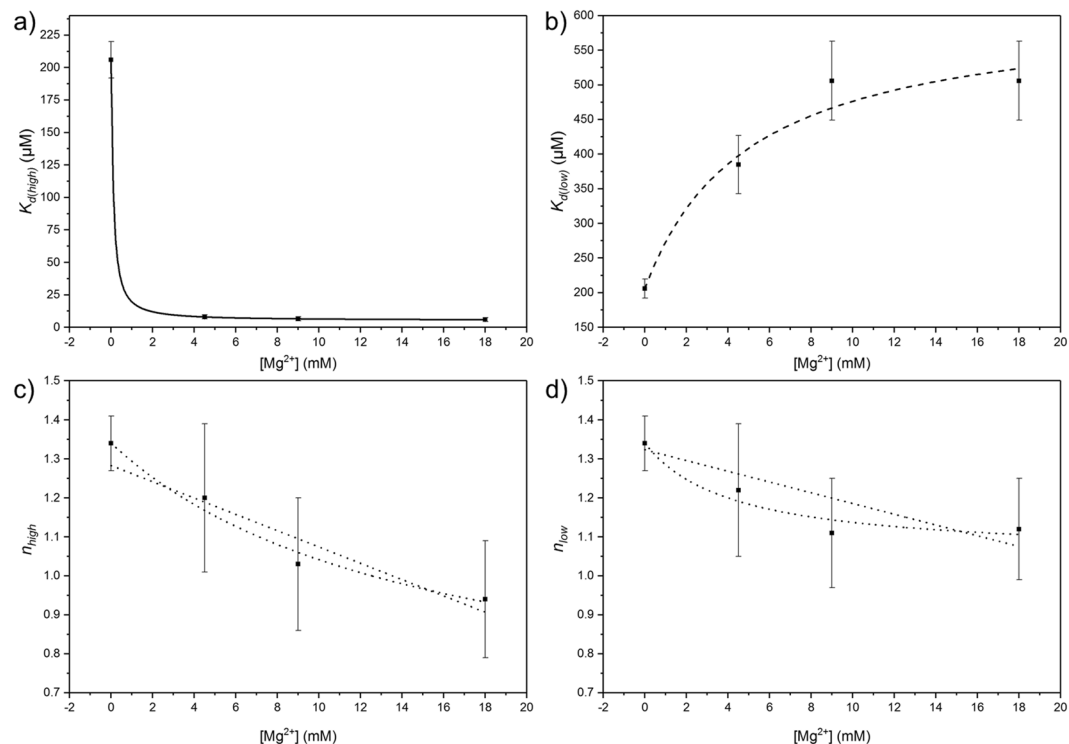 a)
225
200
175
150
125
100
75
50
25
0
K_d(high) (µM)
-2 0 2 4 6 8 10 12 14 16 18 20
[Mg²⁺] (mM)
b)
600
550
500
450
400
350
300
250
200
150
K_d(low) (µM)
-2 0 2 4 6 8 10 12 14 16 18 20
[Mg²⁺] (mM)
c)
1.5
1.4
1.3
1.2
1.1
1.0
0.9
0.8
0.7
n_high
-2 0 2 4 6 8 10 12 14 16 18 20
[Mg²⁺] (mM)
d)
1.5
1.4
1.3
1.2
1.1
1.0
0.9
0.8
0.7
n_low
-2 0 2 4 6 8 10 12 14 16 18 20
[Mg²⁺] (mM)